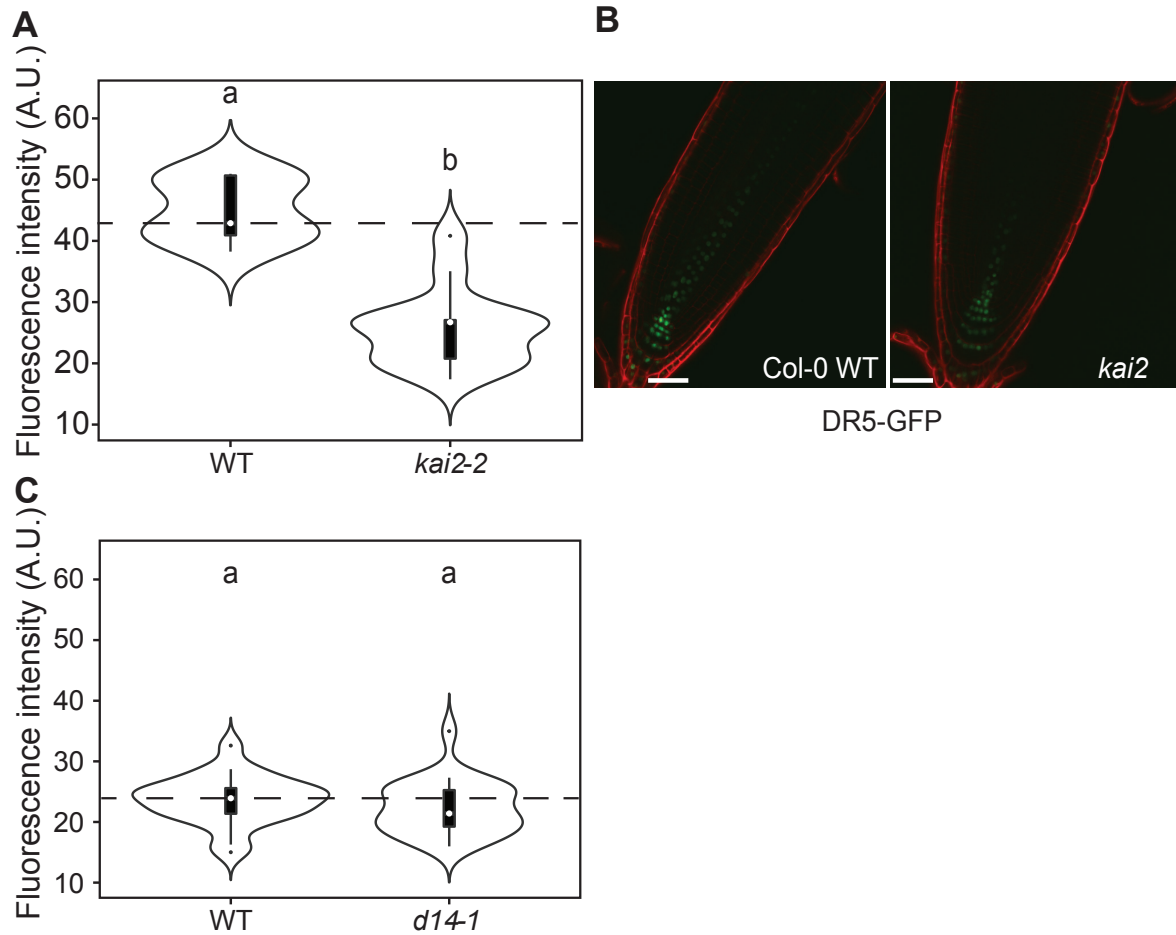 A
Fluorescence intensity (A.U.)
60
50
40
30
20
10
a
b
WT
kai2-2
B
Col-0 WT
kai2
DR5-GFP
C
Fluorescence intensity (A.U.)
60
50
40
30
20
10
a
a
WT
d14-1